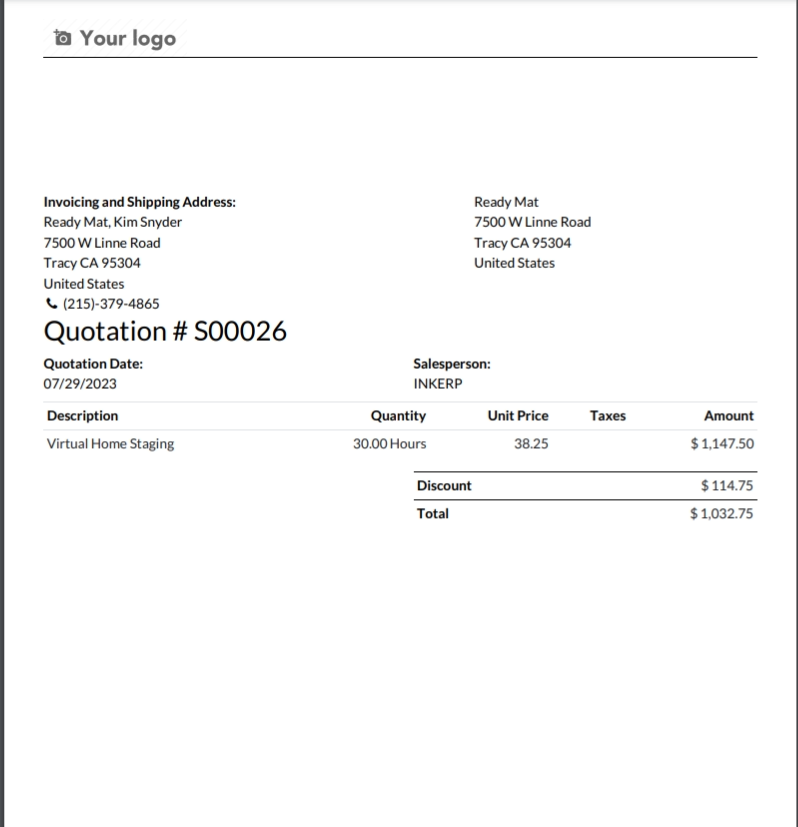 Your logo
Invoicing and Shipping Address:
Ready Mat, Kim Snyder
7500 W Linne Road
Tracy CA 95304
United States
(215)-379-4865
Ready Mat
7500 W Linne Road
Tracy CA 95304
United States
Quotation # S00026
Quotation Date:
07/29/2023
Salesperson:
INKERP
Description Quantity Unit Price Taxes Amount
Virtual Home Staging 30.00 Hours 38.25 $ 1,147.50
Discount $ 114.75
Total $ 1,032.75